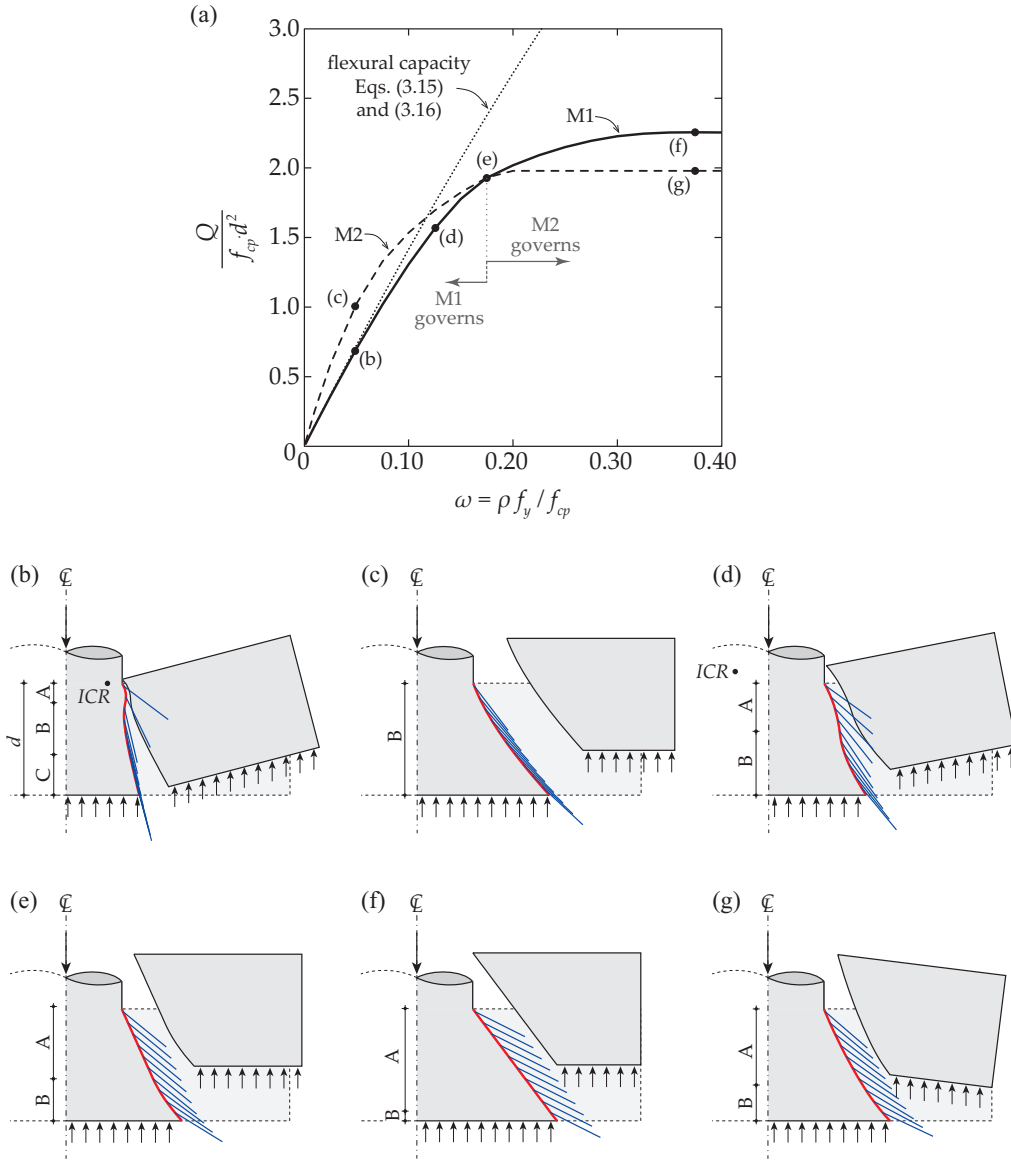 (a)
3.0
2.5
2.0
1.5
1.0
0.5
0
Q
f_cp·d²
flexural capacity
Eqs. (3.15)
and (3.16)
M1
M2
(b)
(c)
(d)
(e)
(f)
(g)
M2
governs
M1
governs
0
0.10
0.20
0.30
0.40
ω = ρ f_y / f_cp
(b)
℄
ICR
d
A
B
C
(c)
℄
B
(d)
℄
ICR
A
B
(e)
℄
A
B
(f)
℄
A
B
(g)
℄
A
B